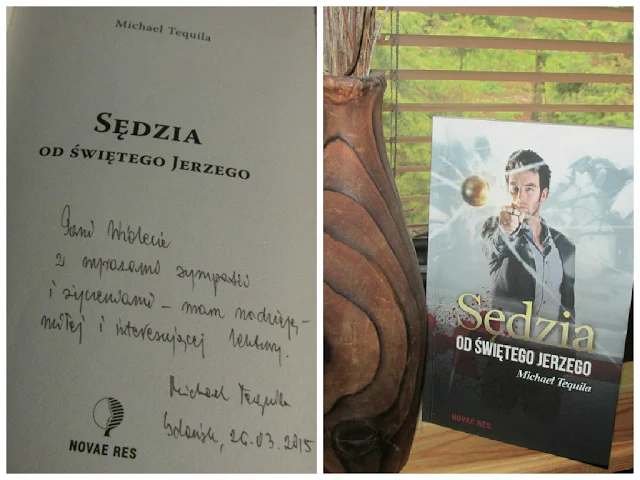 Michael Tequila
SĘDZIA
OD ŚWIĘTEGO JERZEGO
Pani Wiolecie
z wyrazami sympatii
i życzeniami – mam nadzieję –
miłej i interesującej lektury.
Michael Tequila
Gdańsk, 26.03.2015
NOVAE RES
Sędzia
OD ŚWIĘTEGO JERZEGO
Michael Tequila
NOVAE RES